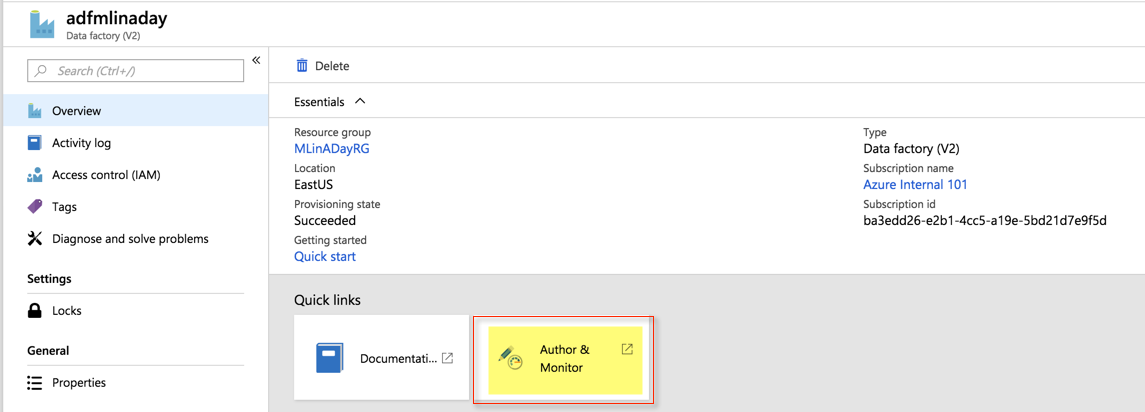 adfmlinaday
Data factory (V2)
Search (Ctrl+/)
«
Overview
Activity log
Access control (IAM)
Tags
Diagnose and solve problems
Settings
Locks
General
Properties
Delete
Essentials
Resource group
MLinADayRG
Location
EastUS
Provisioning state
Succeeded
Getting started
Quick start
Type
Data factory (V2)
Subscription name
Azure Internal 101
Subscription id
ba3edd26-e2b1-4cc5-a19e-5bd21d7e9f5d
Quick links
Documentati...
Author &
Monitor